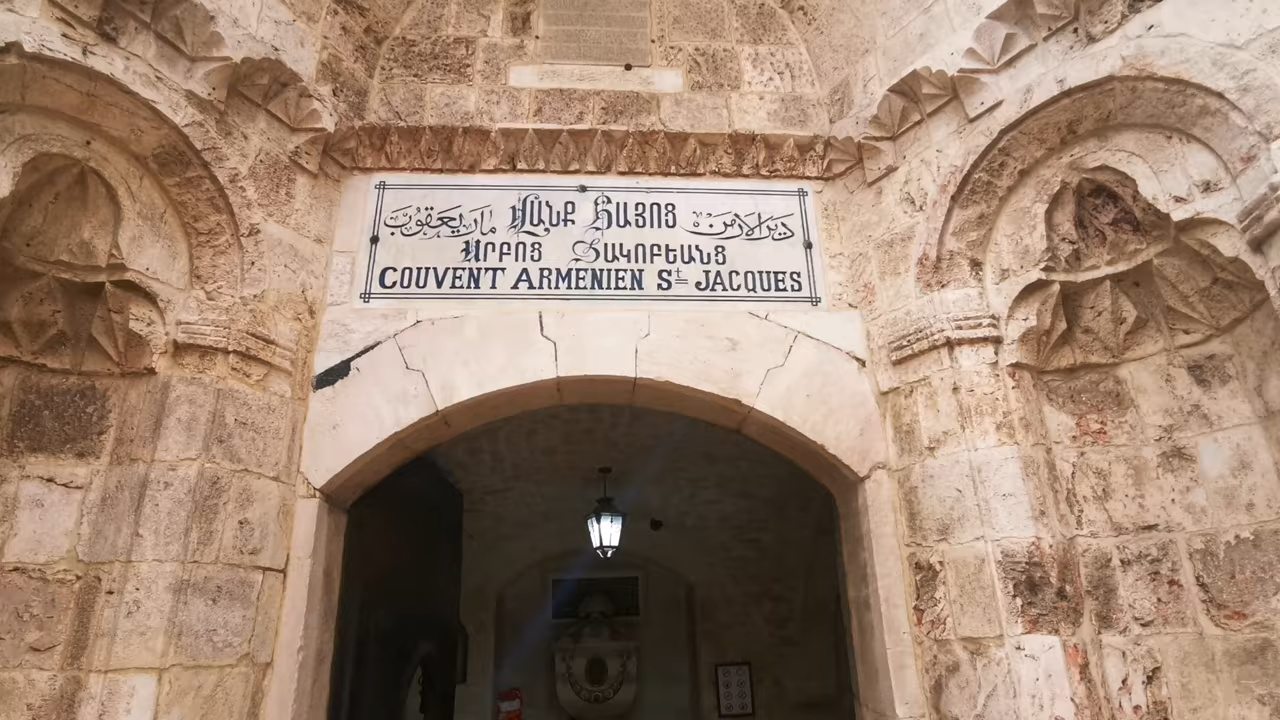 مار يعقوب ՎԱՆՔ ՀԱՅՈՑ دير الارمن
ՍՐԲՈՑ ՅԱԿՈԲԵԱՆՑ
COUVENT ARMENIEN St JACQUES